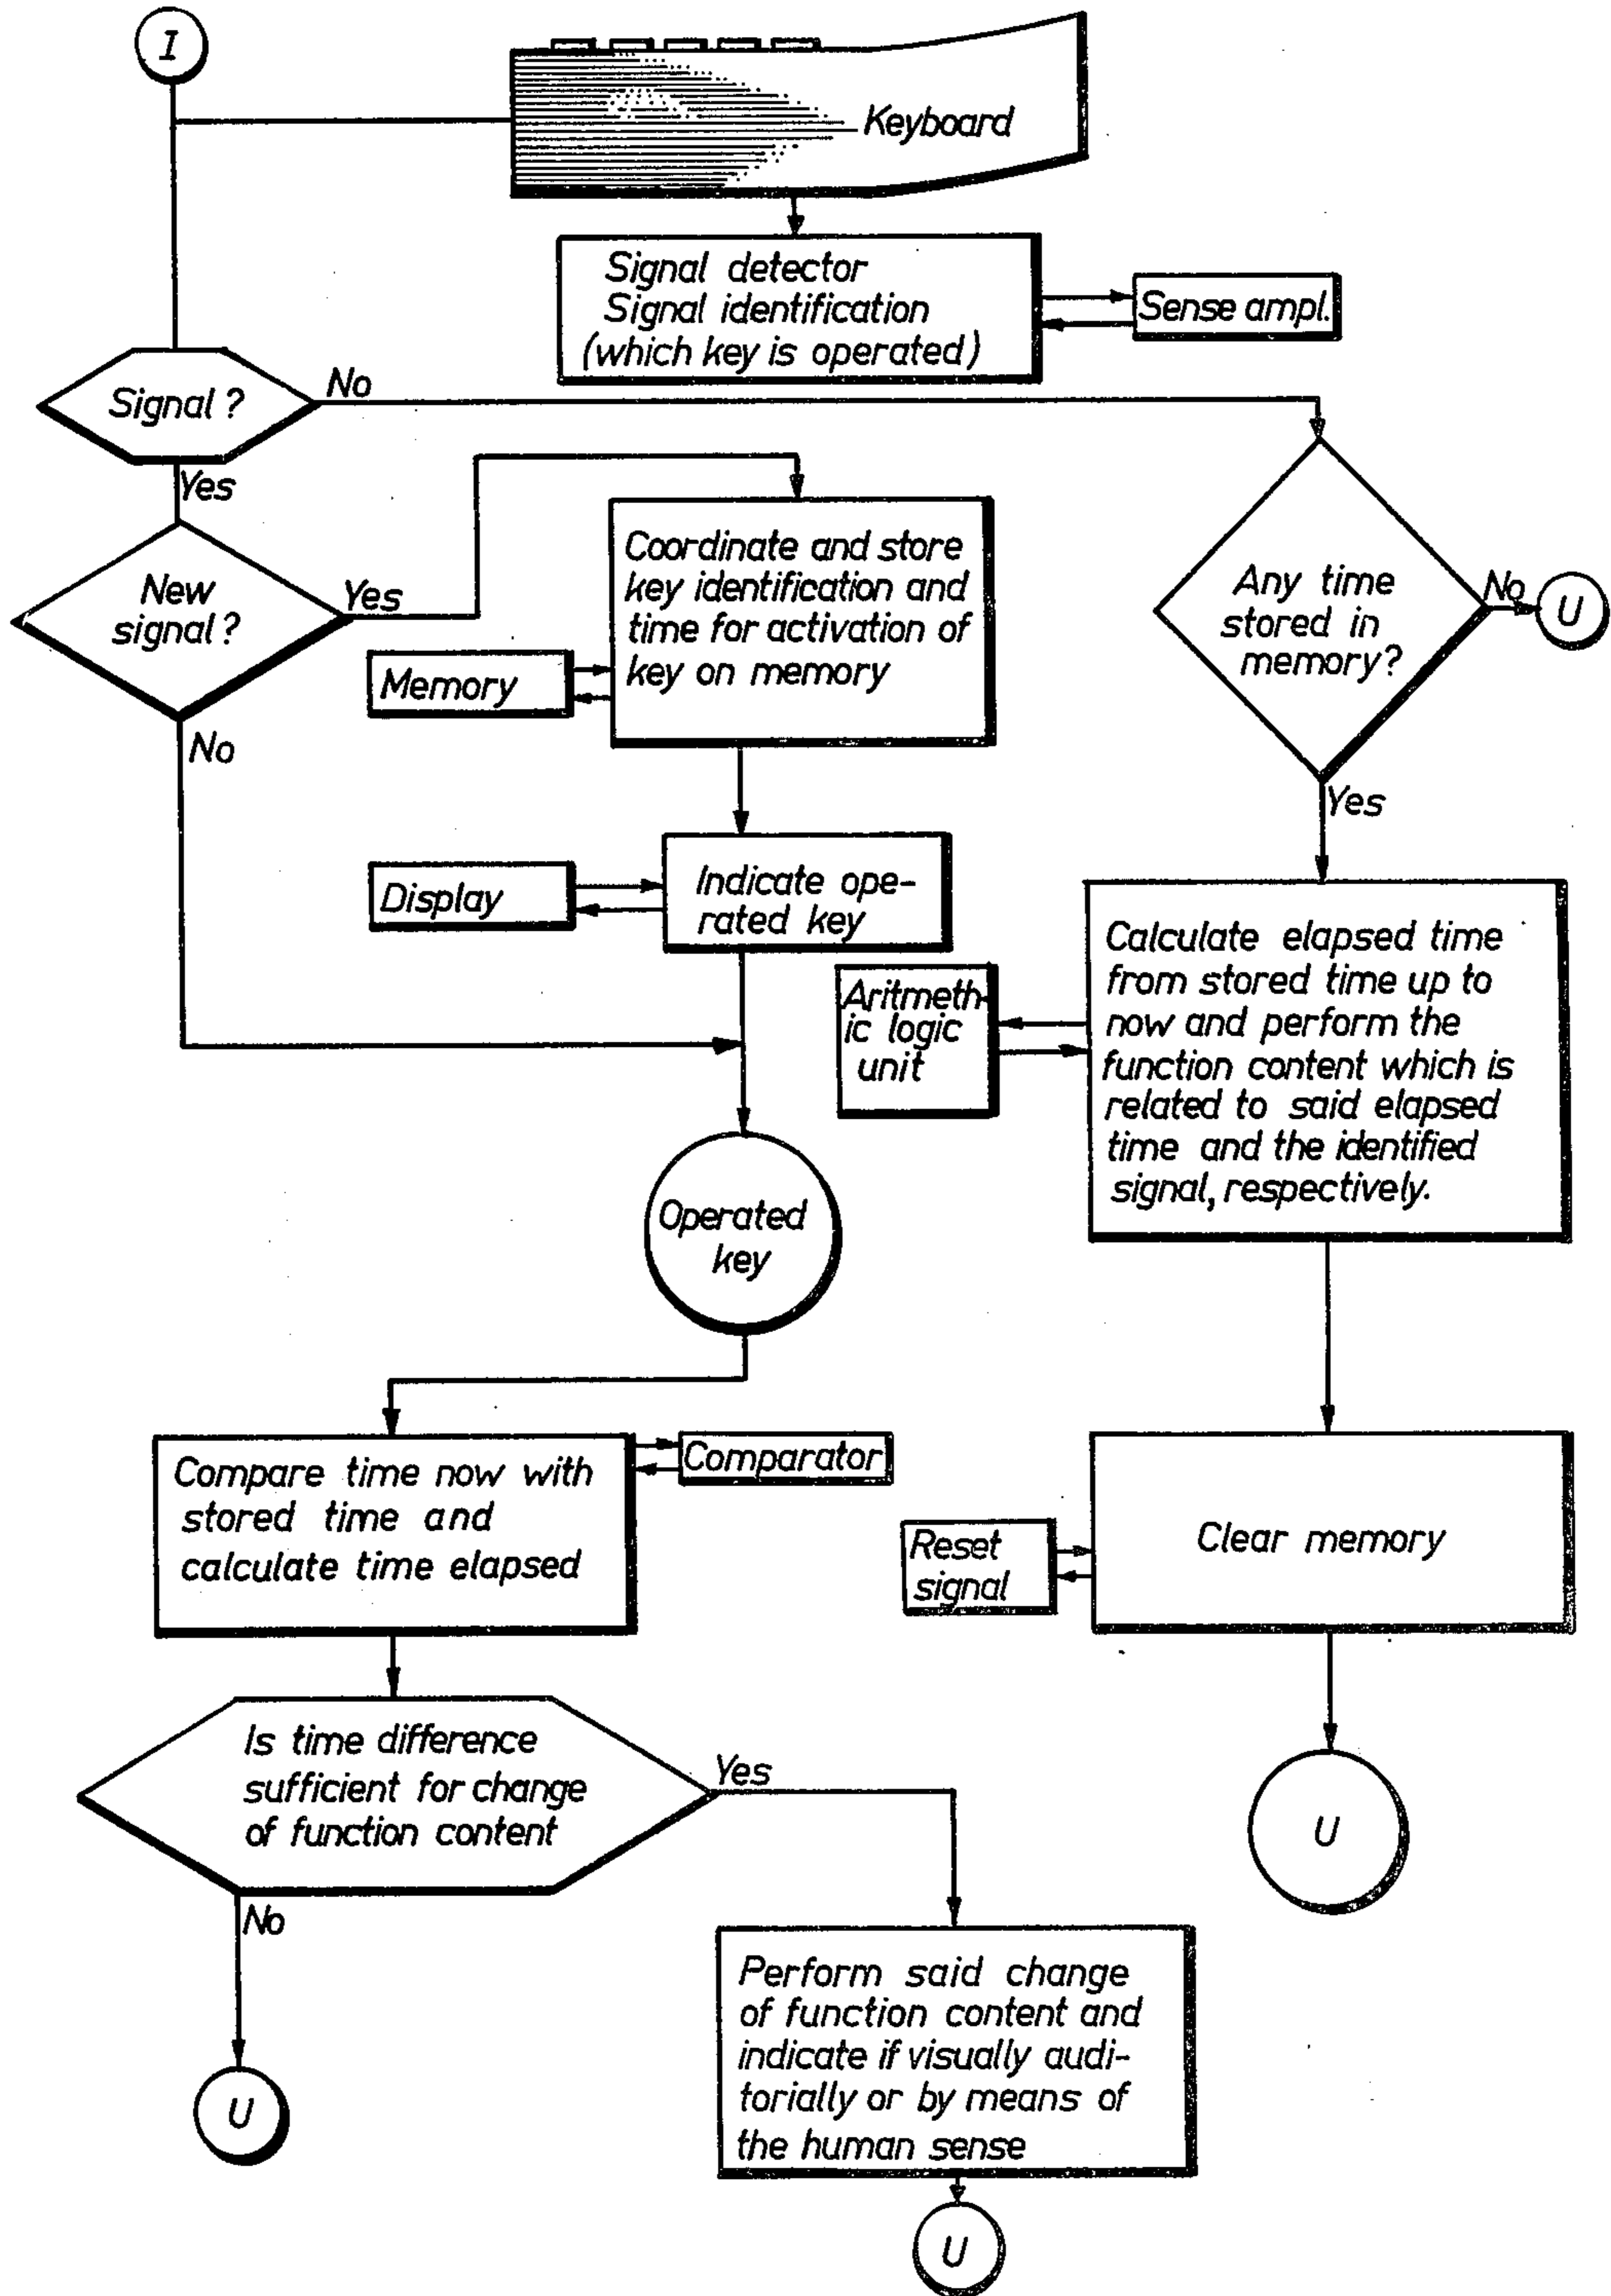 I
Keyboard
Signal detector
Signal identification
(which key is operated)
Sense ampl.
Signal ?
No
Yes
New
signal?
Yes
No
Coordinate and store
key identification and
time for activation of
key on memory
Memory
Any time
stored in
memory?
No
U
Yes
Display
Indicate ope-
rated key
Aritmeth-
ic logic
unit
Calculate elapsed time
from stored time up to
now and perform the
function content which is
related to said elapsed
time and the identified
signal, respectively.
Operated
key
Compare time now with
stored time and
calculate time elapsed
Comparator
Reset
signal
Clear memory
Is time difference
sufficient for change
of function content
Yes
No
U
U
Perform said change
of function content and
indicate if visually audi-
torially or by means of
the human sense
U